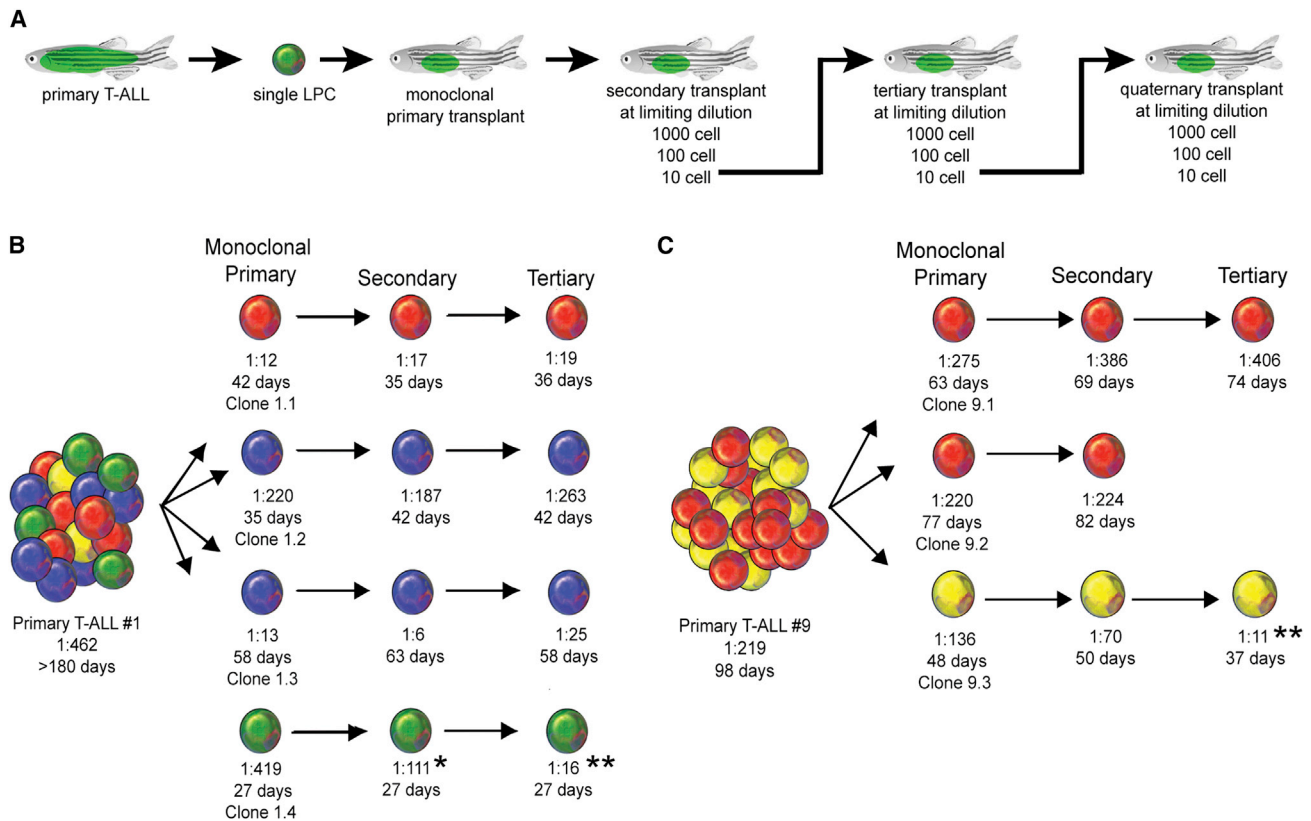 A
primary T-ALL
single LPC
monoclonal
primary transplant
secondary transplant
at limiting dilution
1000 cell
100 cell
10 cell
tertiary transplant
at limiting dilution
1000 cell
100 cell
10 cell
quaternary transplant
at limiting dilution
1000 cell
100 cell
10 cell
B
Monoclonal
Primary
Secondary
Tertiary
1:12
42 days
Clone 1.1
1:17
35 days
1:19
36 days
1:220
35 days
Clone 1.2
1:187
42 days
1:263
42 days
Primary T-ALL #1
1:462
>180 days
1:13
58 days
Clone 1.3
1:6
63 days
1:25
58 days
1:419
27 days
Clone 1.4
1:111 *
27 days
1:16 **
27 days
C
Monoclonal
Primary
Secondary
Tertiary
1:275
63 days
Clone 9.1
1:386
69 days
1:406
74 days
1:220
77 days
Clone 9.2
1:224
82 days
Primary T-ALL #9
1:219
98 days
1:136
48 days
Clone 9.3
1:70
50 days
1:11 **
37 days